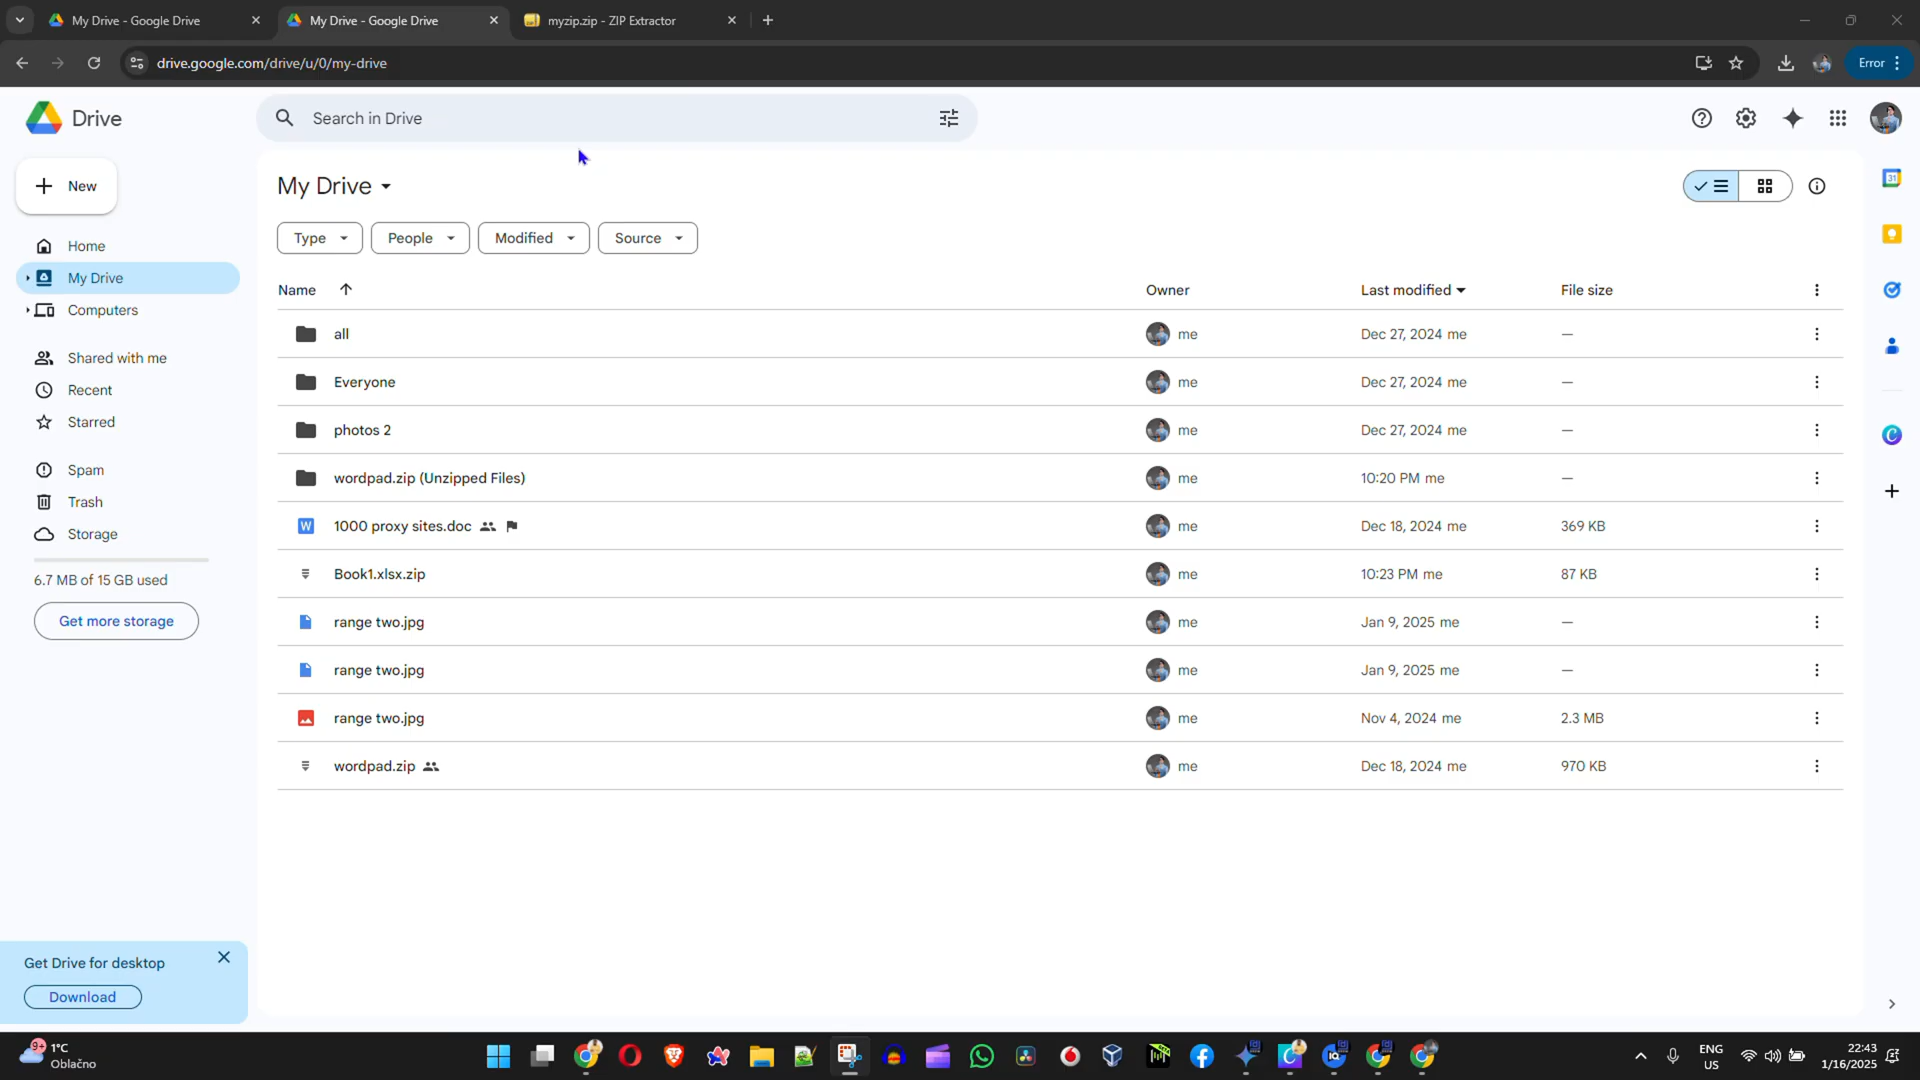 My Drive - Google Drive
My Drive - Google Drive
myzip.zip - ZIP Extractor
drive.google.com/drive/u/0/my-drive
Error
Drive
Search in Drive
New
My Drive
Type
People
Modified
Source
Home
My Drive
Computers
Shared with me
Recent
Starred
Spam
Trash
Storage
6.7 MB of 15 GB used
Get more storage
Name Owner Last modified File size
all me Dec 27, 2024 me —
Everyone me Dec 27, 2024 me —
photos 2 me Dec 27, 2024 me —
wordpad.zip (Unzipped Files) me 10:20 PM me —
W 1000 proxy sites.doc me Dec 18, 2024 me 369 KB
Book1.xlsx.zip me 10:23 PM me 87 KB
range two.jpg me Jan 9, 2025 me —
range two.jpg me Jan 9, 2025 me —
range two.jpg me Nov 4, 2024 me 2.3 MB
wordpad.zip me Dec 18, 2024 me 970 KB
31
Get Drive for desktop
Download
9+
1°C
Oblačno
ENG
US
22:43
1/16/2025